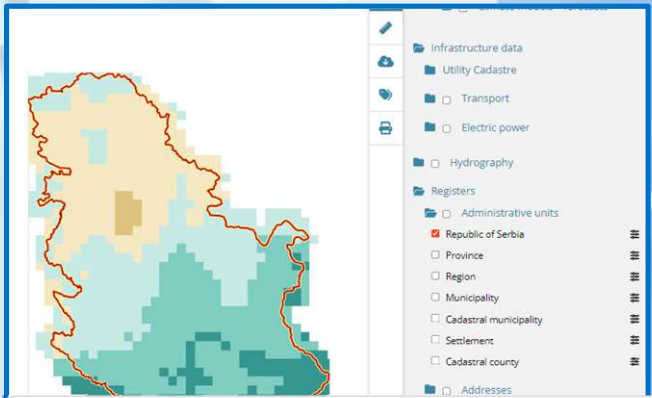 Infrastructure data
Utility Cadastre
Transport
Electric power
Hydrography
Registers
Administrative units
Republic of Serbia
Province
Region
Municipality
Cadastral municipality
Settlement
Cadastral county
Addresses